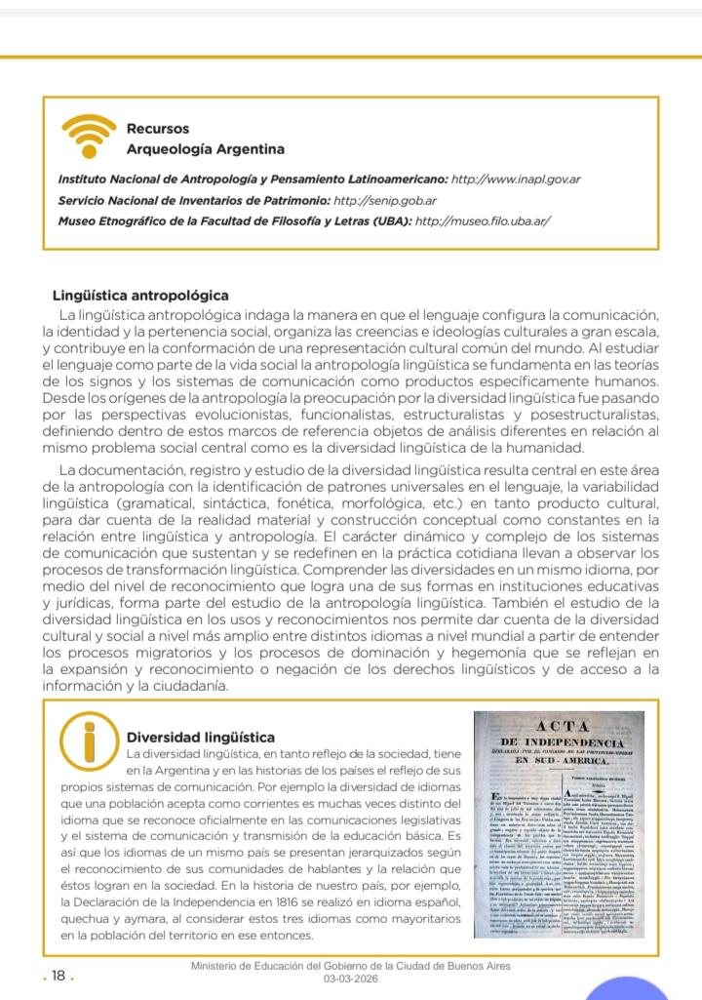 Recursos
Arqueología Argentina
Instituto Nacional de Antropología y Pensamiento Latinoamericano: http://www.inapl.gov.ar
Servicio Nacional de Inventarios de Patrimonio: http://senip.gob.ar
Museo Etnográfico de la Facultad de Filosofía y Letras (UBA): http://museo.filo.uba.ar/
Lingüística antropológica
La lingüística antropológica indaga la manera en que el lenguaje configura la comunicación,
la identidad y la pertenencia social, organiza las creencias e ideologías culturales a gran escala,
y contribuye en la conformación de una representación cultural común del mundo. Al estudiar
el lenguaje como parte de la vida social la antropología lingüística se fundamenta en las teorías
de los signos y los sistemas de comunicación como productos específicamente humanos.
Desde los orígenes de la antropología la preocupación por la diversidad lingüística fue pasando
por las perspectivas evolucionistas, funcionalistas, estructuralistas y posestructuralistas,
definiendo dentro de estos marcos de referencia objetos de análisis diferentes en relación al
mismo problema social central como es la diversidad lingüística de la humanidad.
La documentación, registro y estudio de la diversidad lingüística resulta central en este área
de la antropología con la identificación de patrones universales en el lenguaje, la variabilidad
lingüística (gramatical, sintáctica, fonética, morfológica, etc.) en tanto producto cultural,
para dar cuenta de la realidad material y construcción conceptual como constantes en la
relación entre lingüística y antropología. El carácter dinámico y complejo de los sistemas
de comunicación que sustentan y se redefinen en la práctica cotidiana llevan a observar los
procesos de transformación lingüística. Comprender las diversidades en un mismo idioma, por
medio del nivel de reconocimiento que logra una de sus formas en instituciones educativas
y jurídicas, forma parte del estudio de la antropología lingüística. También el estudio de la
diversidad lingüística en los usos y reconocimientos nos permite dar cuenta de la diversidad
cultural y social a nivel más amplio entre distintos idiomas a nivel mundial a partir de entender
los procesos migratorios y los procesos de dominación y hegemonía que se reflejan en
la expansión y reconocimiento o negación de los derechos lingüísticos y de acceso a la
información y la ciudadanía.
Diversidad lingüística
La diversidad lingüística, en tanto reflejo de la sociedad, tiene
en la Argentina y en las historias de los países el reflejo de sus
propios sistemas de comunicación. Por ejemplo la diversidad de idiomas
que una población acepta como corrientes es muchas veces distinto del
idioma que se reconoce oficialmente en las comunicaciones legislativas
y el sistema de comunicación y transmisión de la educación básica. Es
así que los idiomas de un mismo país se presentan jerarquizados según
el reconocimiento de sus comunidades de hablantes y la relación que
éstos logran en la sociedad. En la historia de nuestro país, por ejemplo,
la Declaración de la Independencia en 1816 se realizó en idioma español,
quechua y aymara, al considerar estos tres idiomas como mayoritarios
en la población del territorio en ese entonces.
ACTA
DE INDEPENDENCIA
DECLARADA POR EL CONGRESO DE LAS PROVINCIAS UNIDAS
EN SUD-AMERICA.
. 18 .
Ministerio de Educación del Gobierno de la Ciudad de Buenos Aires
03-03-2026